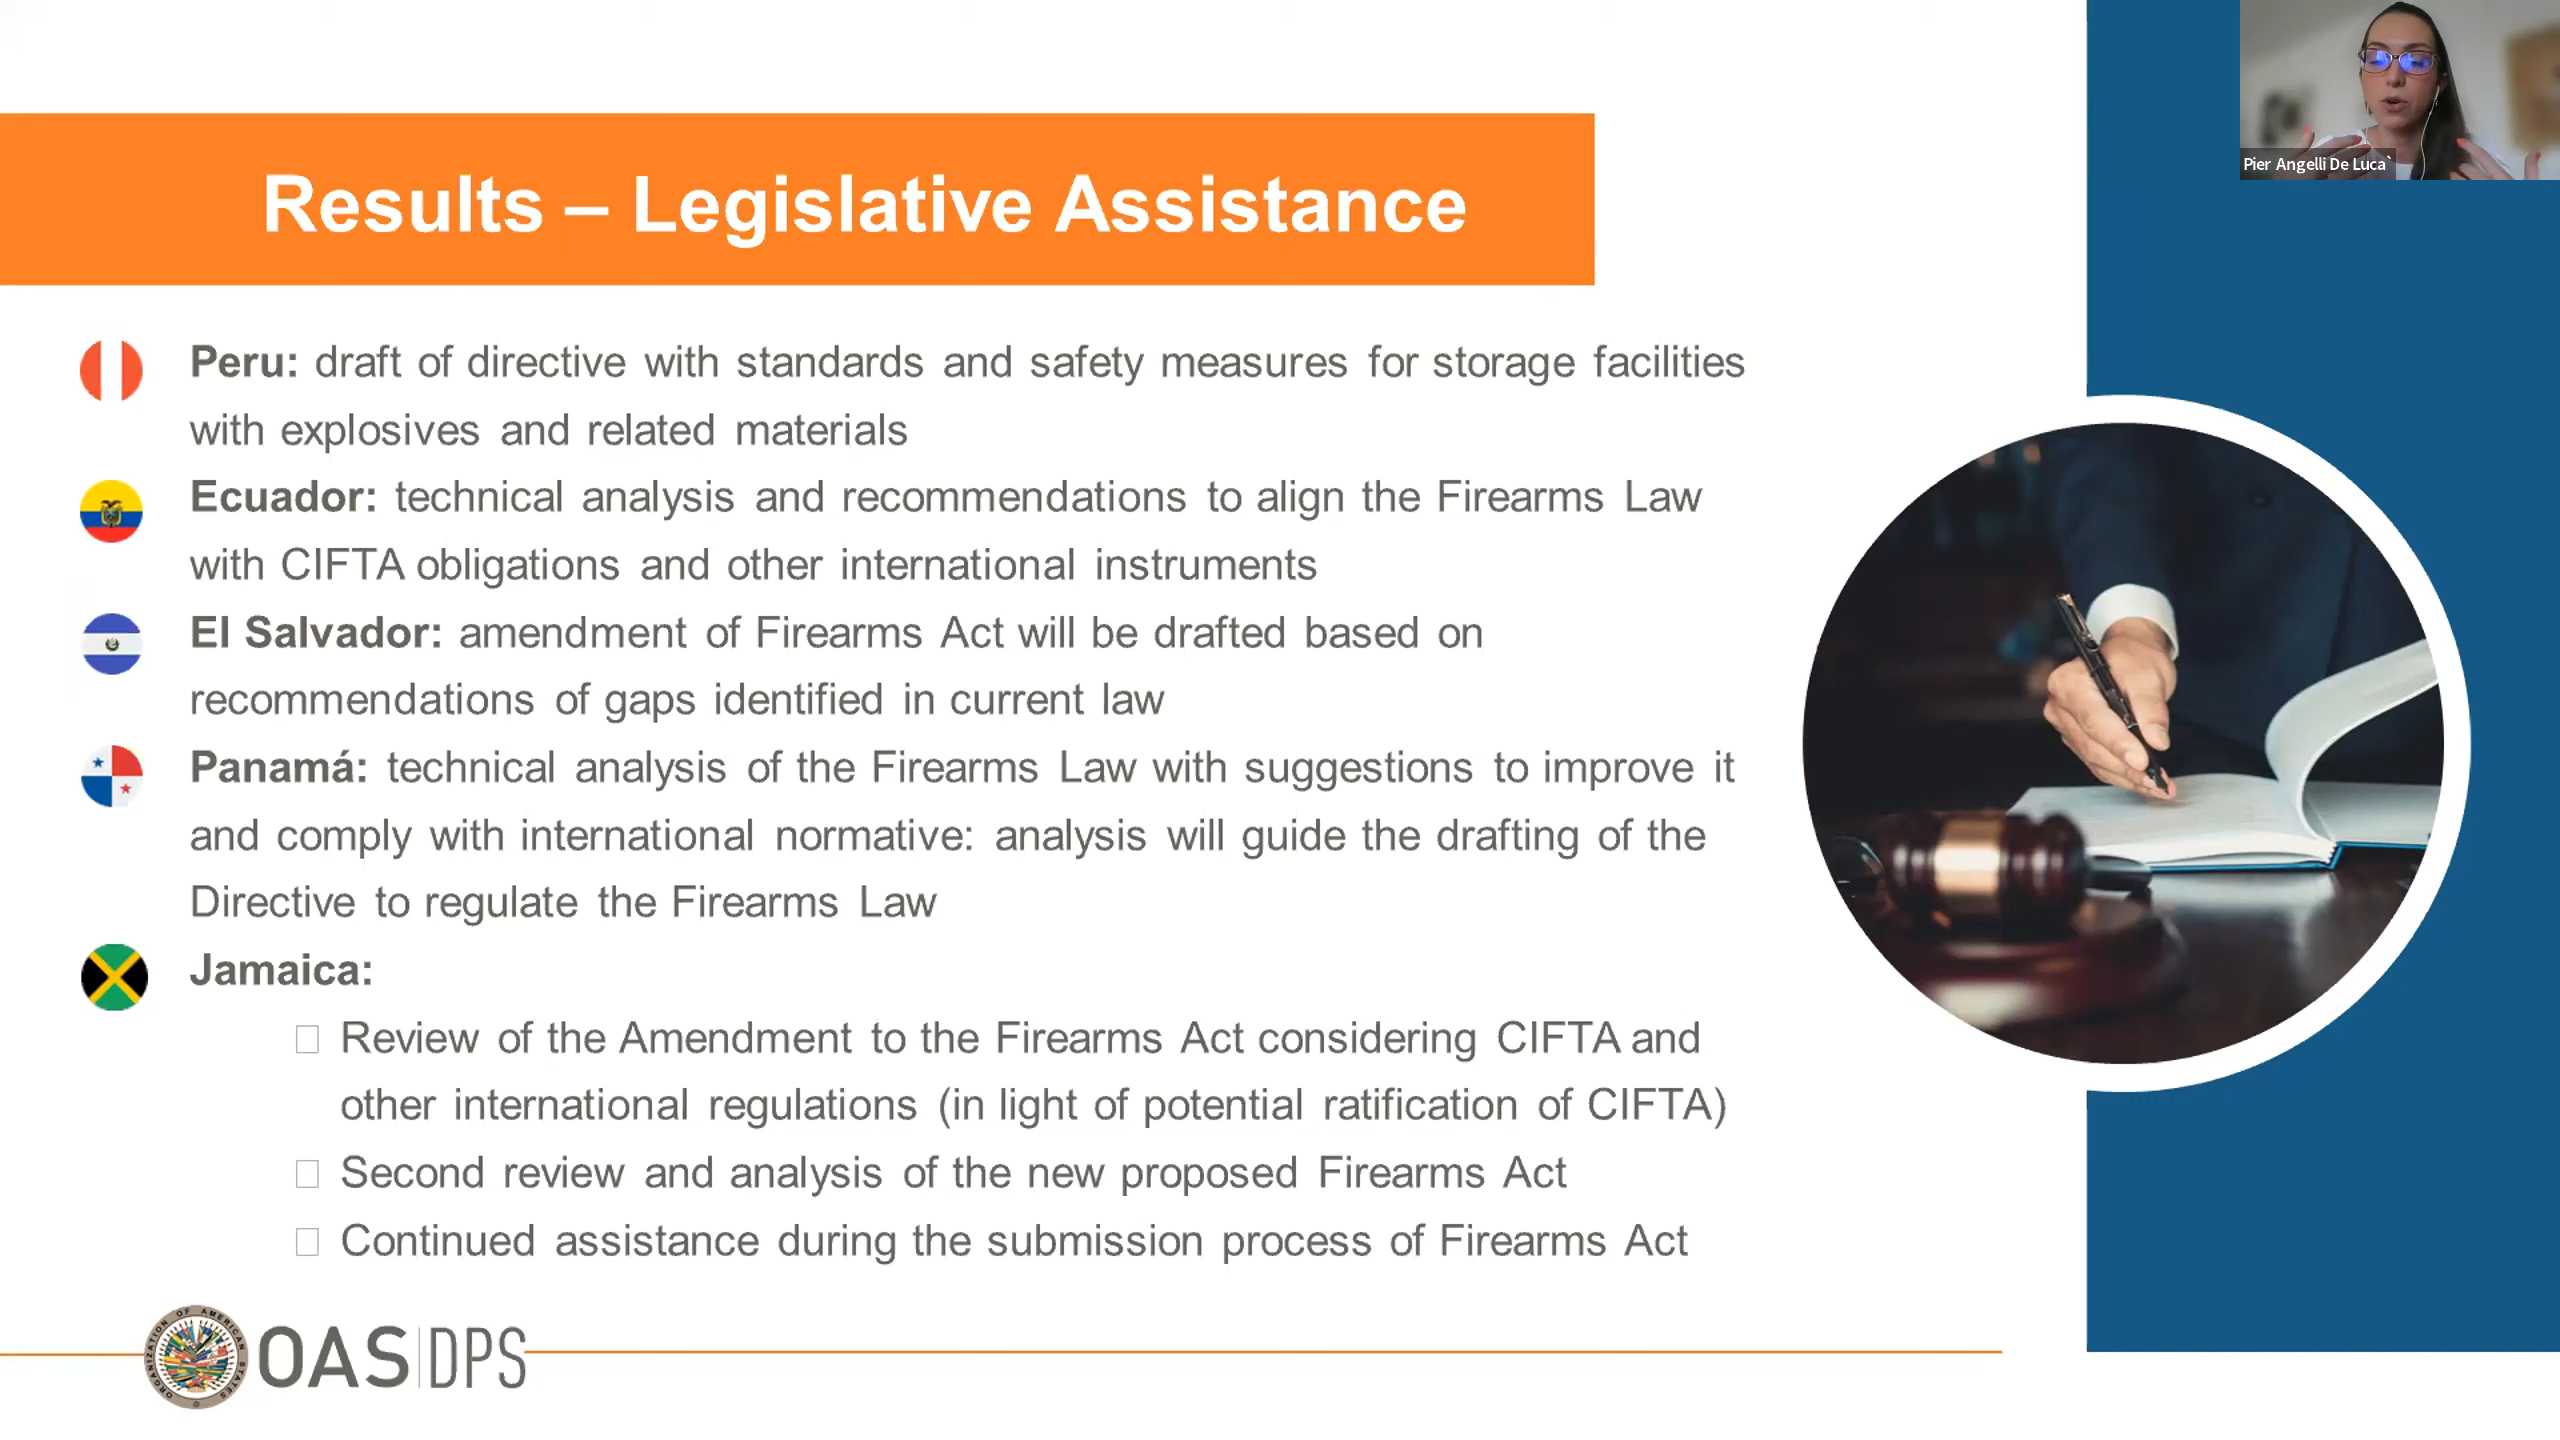 Pier Angelli De Luca`
Results – Legislative Assistance
Peru: draft of directive with standards and safety measures for storage facilities
with explosives and related materials
Ecuador: technical analysis and recommendations to align the Firearms Law
with CIFTA obligations and other international instruments
El Salvador: amendment of Firearms Act will be drafted based on
recommendations of gaps identified in current law
Panamá: technical analysis of the Firearms Law with suggestions to improve it
and comply with international normative: analysis will guide the drafting of the
Directive to regulate the Firearms Law
Jamaica:
Review of the Amendment to the Firearms Act considering CIFTA and
other international regulations (in light of potential ratification of CIFTA)
Second review and analysis of the new proposed Firearms Act
Continued assistance during the submission process of Firearms Act
ORGANIZATION OF AMERICAN STATES
OAS|DPS